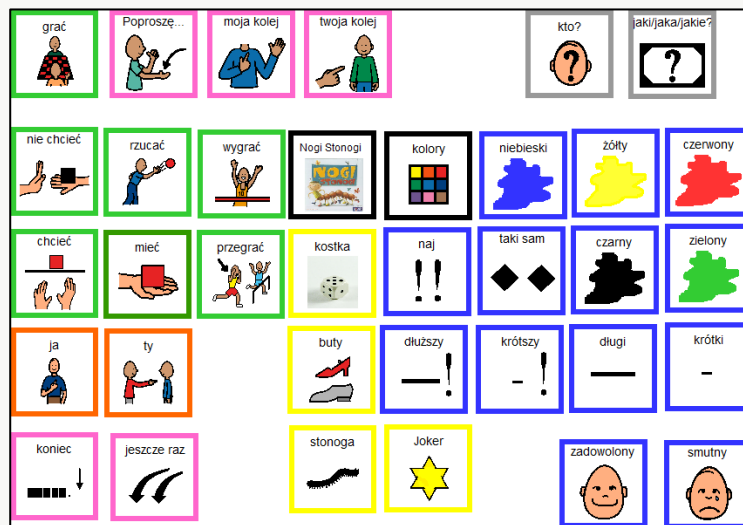 grać
Poproszę...
moja kolej
twoja kolej
kto?
jaki/jaka/jakie?
nie chcieć
rzucać
wygrać
Nogi Stonogi
NOGI
kolory
niebieski
żółty
czerwony
chcieć
mieć
przegrać
kostka
naj
taki sam
czarny
zielony
ja
ty
buty
dłuższy
krótszy
długi
krótki
koniec
jeszcze raz
stonoga
Joker
zadowolony
smutny